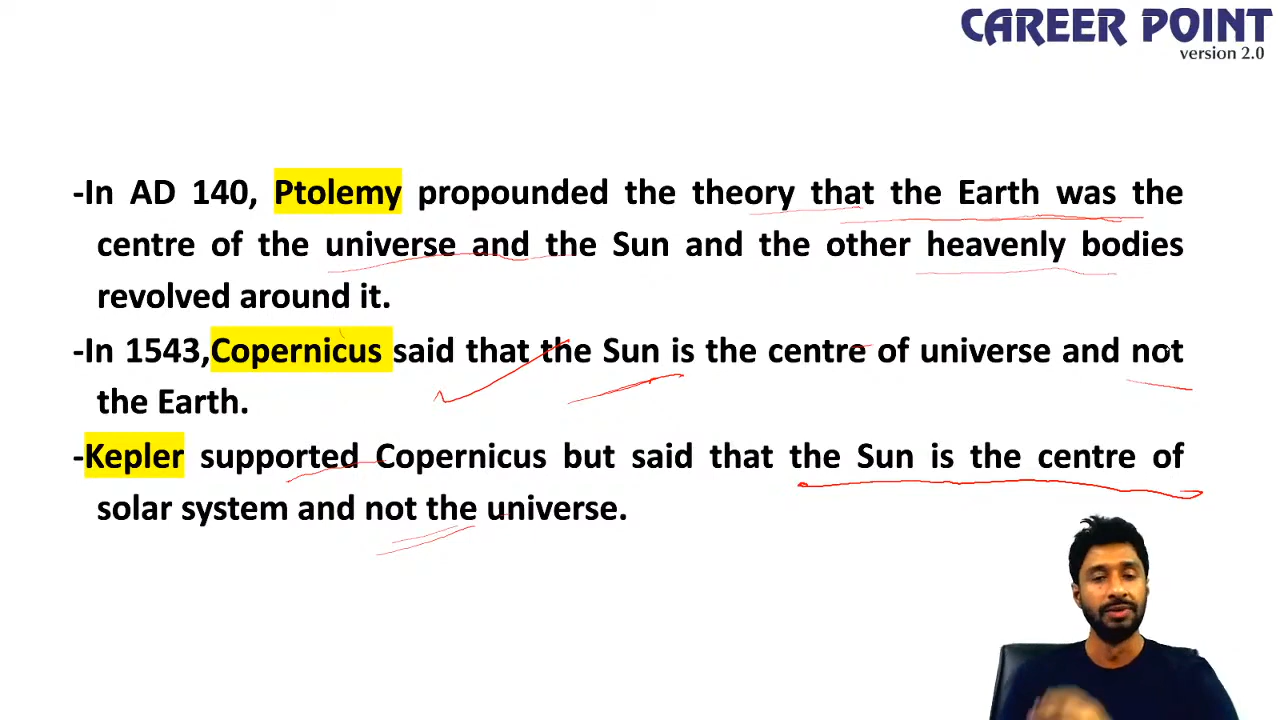 CAREER POINT
version 2.0
-In AD 140, Ptolemy propounded the theory that the Earth was the
centre of the universe and the Sun and the other heavenly bodies
revolved around it.
-In 1543,Copernicus said that the Sun is the centre of universe and not
the Earth.
-Kepler supported Copernicus but said that the Sun is the centre of
solar system and not the universe.